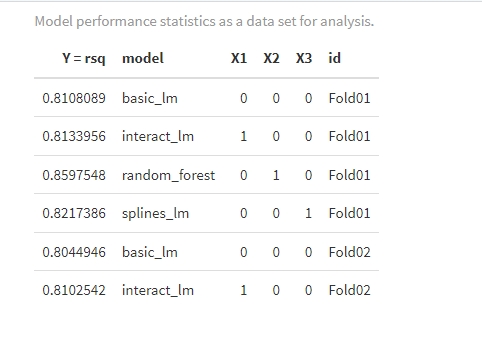 Model performance statistics as a data set for analysis.
Y = rsq model X1 X2 X3 id
0.8108089 basic_lm 0 0 0 Fold01
0.8133956 interact_lm 1 0 0 Fold01
0.8597548 random_forest 0 1 0 Fold01
0.8217386 splines_lm 0 0 1 Fold01
0.8044946 basic_lm 0 0 0 Fold02
0.8102542 interact_lm 1 0 0 Fold02